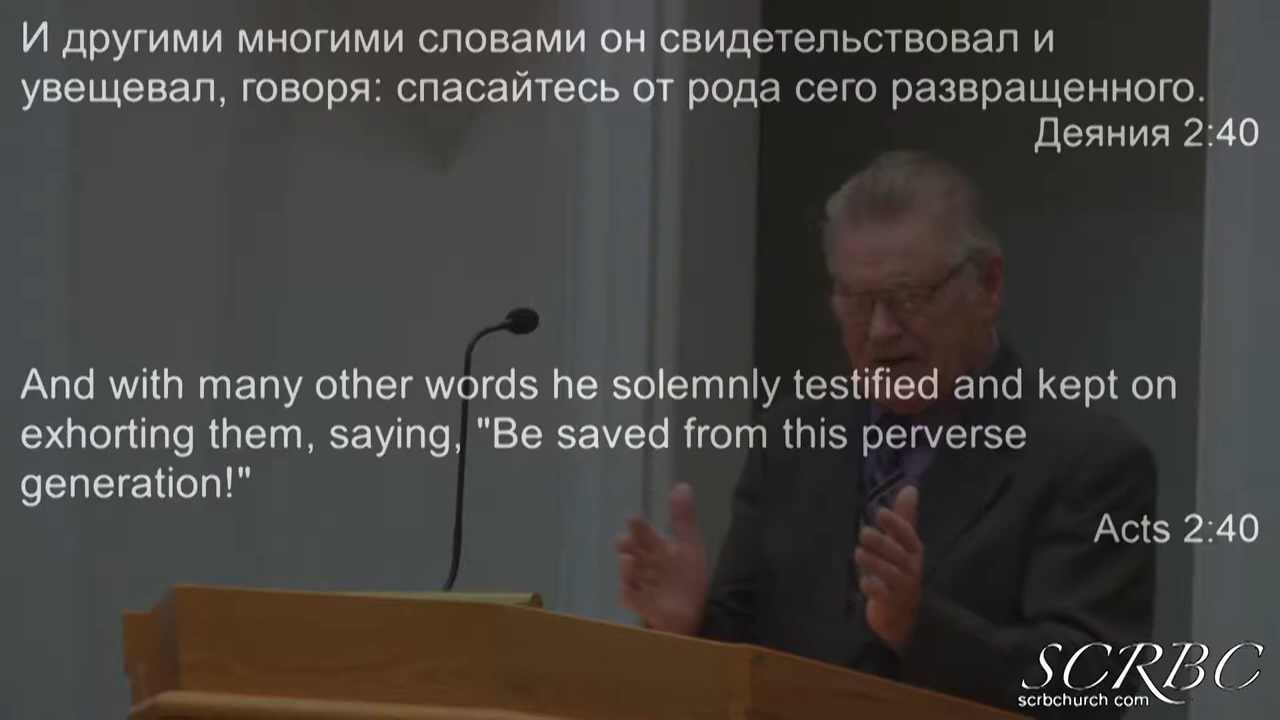 И другими многими словами он свидетельствовал и
увещевал, говоря: спасайтесь от рода сего развращенного.
Деяния 2:40
And with many other words he solemnly testified and kept on
exhorting them, saying, "Be saved from this perverse
generation!"
Acts 2:40
SCRBC
scrbchurch com